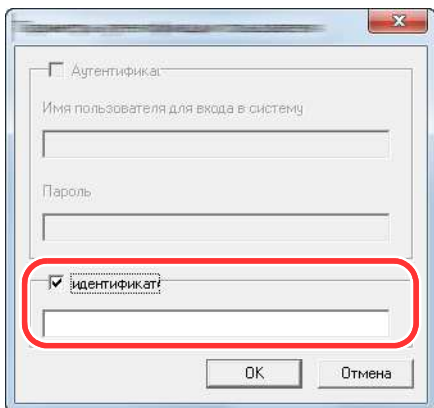 Аутентификат
Имя пользователя для входа в систему
Пароль
идентификат
OK
Отмена